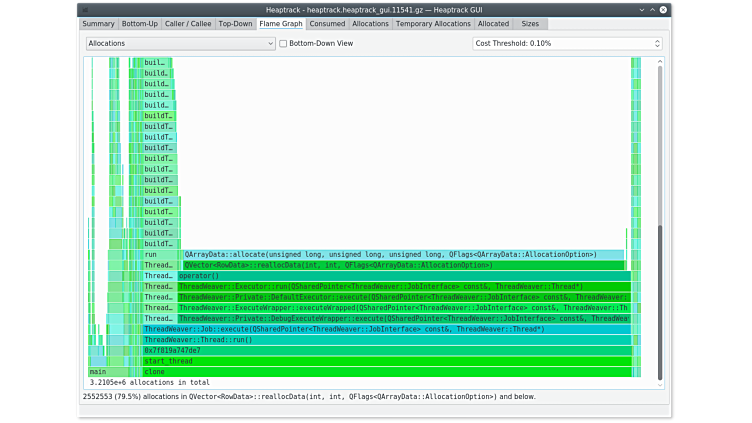 Heaptrack - heaptrack.heaptrack_gui.11541.gz — Heaptrack GUI
Summary Bottom-Up Caller / Callee Top-Down Flame Graph Consumed Allocations Temporary Allocations Allocated Sizes
Allocations Bottom-Down View Cost Threshold: 0.10%
buil…
build…
build…
build…
build…
buildT…
buildT…
buildT…
buildT…
buildT…
buildT…
buildT…
buildT…
buildT…
buildT…
buildT…
buildT…
buildT…
run QArrayData::allocate(unsigned long, unsigned long, unsigned long, QFlags<QArrayData::AllocationOption>)
Thread… QVector<RowData>::reallocData(int, int, QFlags<QArrayData::AllocationOption>)
Thread… operator()
Thread… ThreadWeaver::Executor::run(QSharedPointer<ThreadWeaver::JobInterface> const&, ThreadWeaver::Thread*)
Thread… ThreadWeaver::Private::DefaultExecutor::execute(QSharedPointer<ThreadWeaver::JobInterface> const&, ThreadWeaver:
Thread… ThreadWeaver::ExecuteWrapper::executeWrapped(QSharedPointer<ThreadWeaver::JobInterface> const&, ThreadWeaver::Th
Thread… ThreadWeaver::Private::DebugExecuteWrapper::execute(QSharedPointer<ThreadWeaver::JobInterface> const&, ThreadWeav
ThreadWeaver::Job::execute(QSharedPointer<ThreadWeaver::JobInterface> const&, ThreadWeaver::Thread*)
ThreadWeaver::Thread::run()
0x7f819a747de7
start_thread
main clone
3.2105e+6 allocations in total
2552553 (79.5%) allocations in QVector<RowData>::reallocData(int, int, QFlags<QArrayData::AllocationOption>) and below.